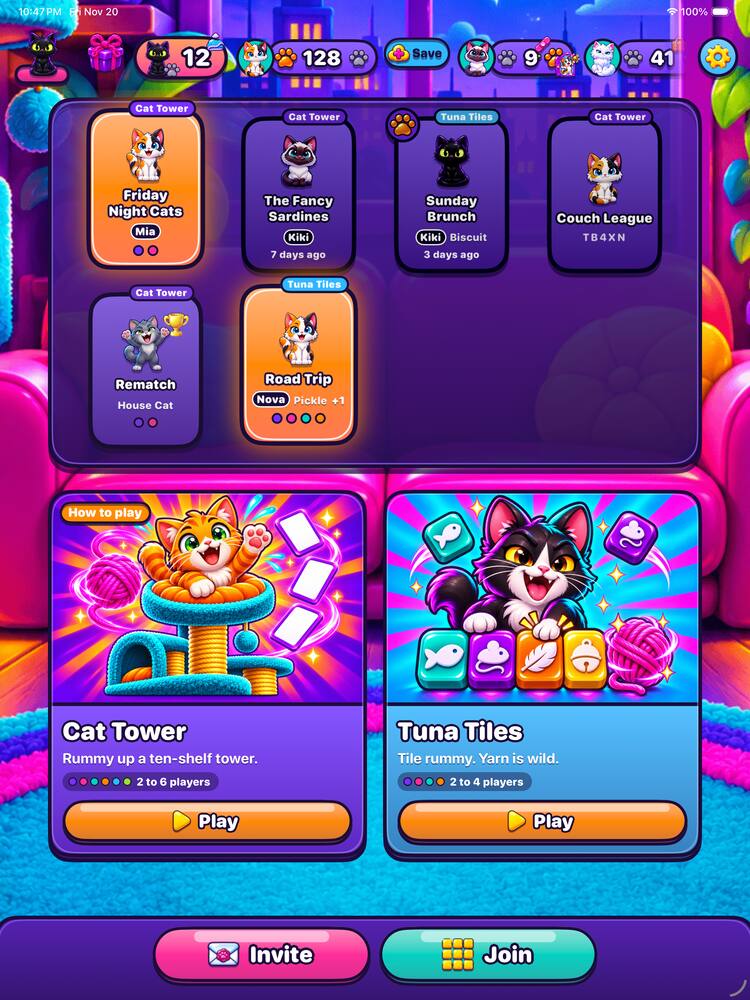 10:47 PM Fri Nov 20
100%
12
128
Save
9
41
Cat Tower
Friday
Night Cats
Mia
Cat Tower
The Fancy
Sardines
Kiki
7 days ago
Tuna Tiles
Sunday
Brunch
Kiki Biscuit
3 days ago
Cat Tower
Couch League
TB4XN
Cat Tower
Rematch
House Cat
Tuna Tiles
Road Trip
Nova Pickle +1
How to play
Cat Tower
Rummy up a ten-shelf tower.
2 to 6 players
Play
Tuna Tiles
Tile rummy. Yarn is wild.
2 to 4 players
Play
Invite
Join